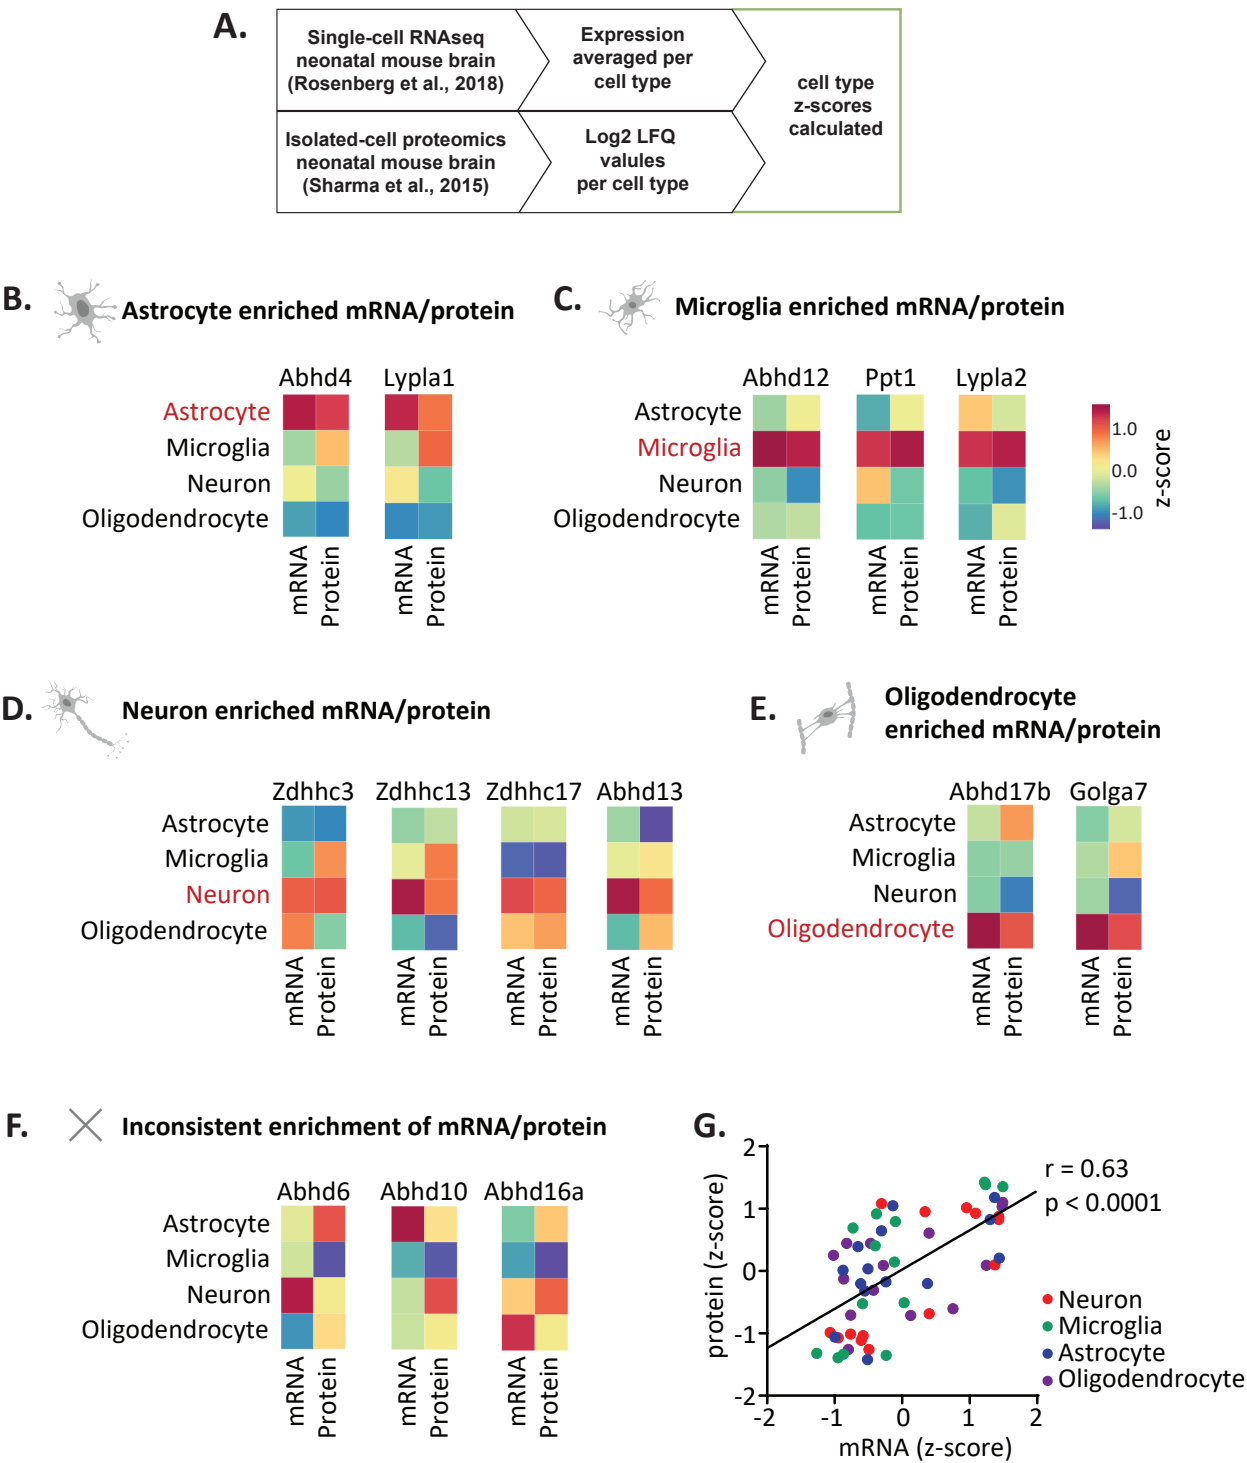 A.
Single-cell RNAseq
neonatal mouse brain
(Rosenberg et al., 2018)
Expression
averaged per
cell type
cell type
z-scores
calculated
Isolated-cell proteomics
neonatal mouse brain
(Sharma et al., 2015)
Log2 LFQ
valules
per cell type
B.
Astrocyte enriched mRNA/protein
Abhd4
Lypla1
Astrocyte
Microglia
Neuron
Oligodendrocyte
mRNA
Protein
mRNA
Protein
C.
Microglia enriched mRNA/protein
Abhd12
Ppt1
Lypla2
Astrocyte
Microglia
Neuron
Oligodendrocyte
mRNA
Protein
mRNA
Protein
mRNA
Protein
1.0
0.0
-1.0
z-score
D.
Neuron enriched mRNA/protein
Zdhhc3
Zdhhc13
Zdhhc17
Abhd13
Astrocyte
Microglia
Neuron
Oligodendrocyte
mRNA
Protein
mRNA
Protein
mRNA
Protein
mRNA
Protein
E.
Oligodendrocyte
enriched mRNA/protein
Abhd17b
Golga7
Astrocyte
Microglia
Neuron
Oligodendrocyte
mRNA
Protein
mRNA
Protein
F.
Inconsistent enrichment of mRNA/protein
Abhd6
Abhd10
Abhd16a
Astrocyte
Microglia
Neuron
Oligodendrocyte
mRNA
Protein
mRNA
Protein
mRNA
Protein
G.
protein (z-score)
2
1
0
-1
-2
-2
-1
0
1
2
mRNA (z-score)
r = 0.63
p < 0.0001
Neuron
Microglia
Astrocyte
Oligodendrocyte